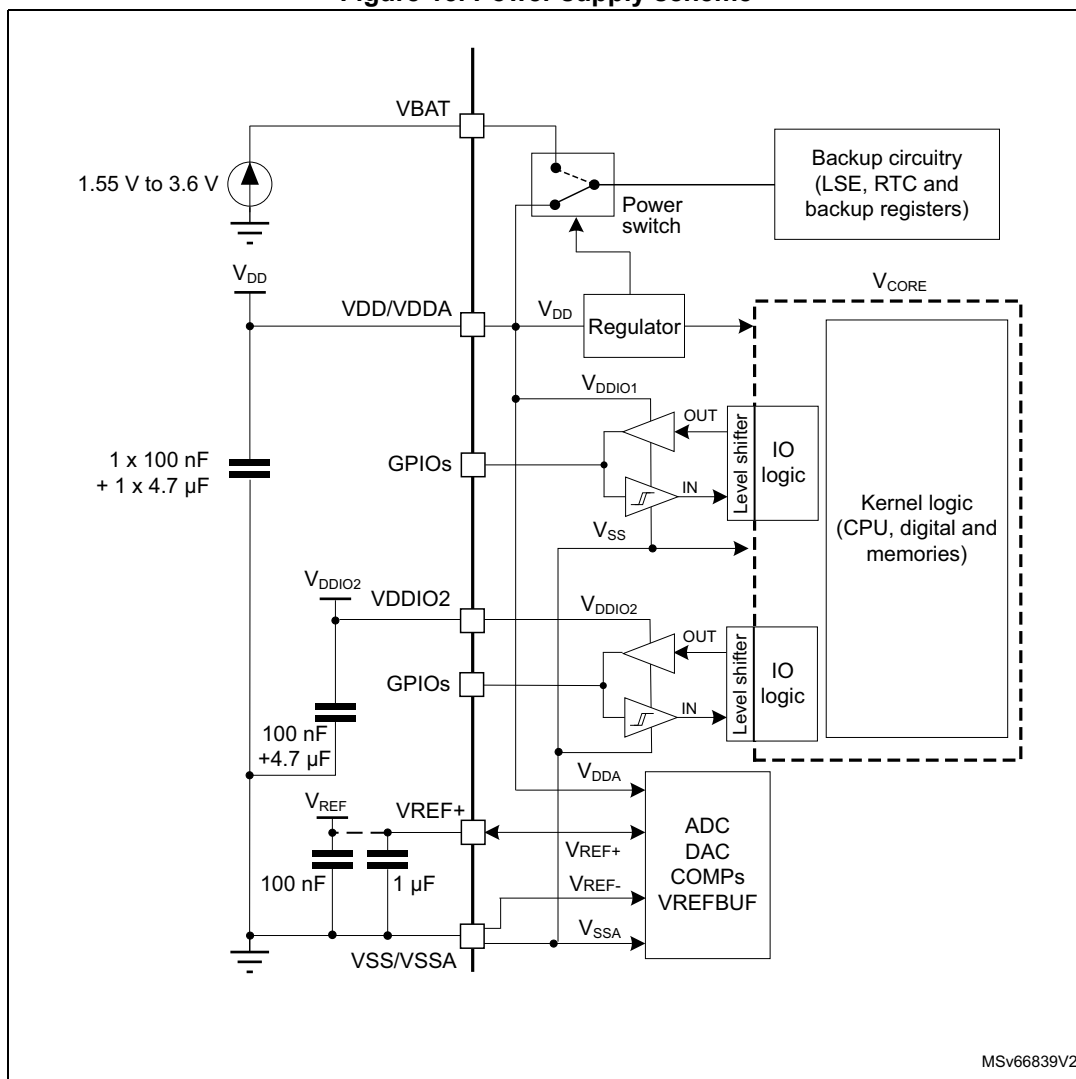 VBAT
1.55 V to 3.6 V
Power
switch
Backup circuitry
(LSE, RTC and
backup registers)
VDD
VDD/VDDA
VDD
Regulator
VCORE
VDDIO1
OUT
GPIOs
IN
Level shifter
IO
logic
1 x 100 nF
+ 1 x 4.7 µF
VSS
Kernel logic
(CPU, digital and
memories)
VDDIO2
VDDIO2
VDDIO2
OUT
GPIOs
IN
Level shifter
IO
logic
100 nF
+4.7 µF
VDDA
VREF
VREF+
VREF+
100 nF
1 µF
VREF-
VSSA
VSS/VSSA
ADC
DAC
COMPs
VREFBUF
MSv66839V2